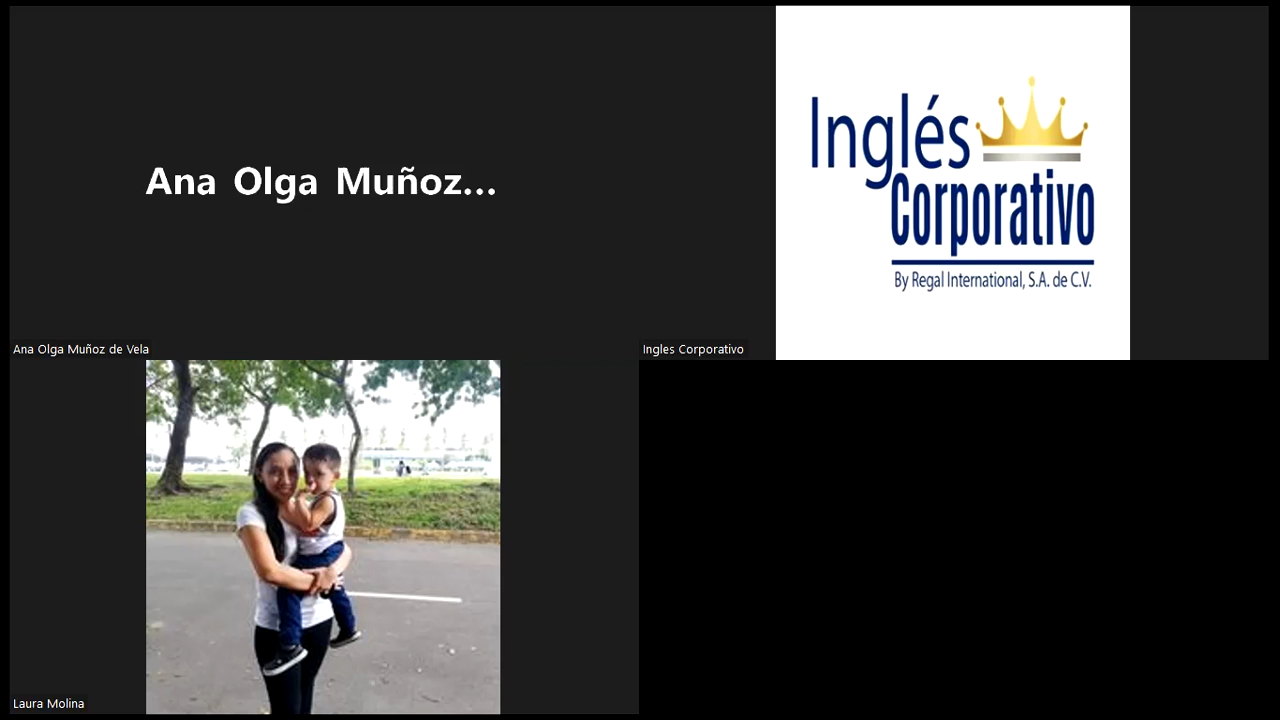 Ana Olga Muñoz...
Inglés
Corporativo
By Regal International, S.A. de C.V.
Ana Olga Muñoz de Vela
Ingles Corporativo
Laura Molina